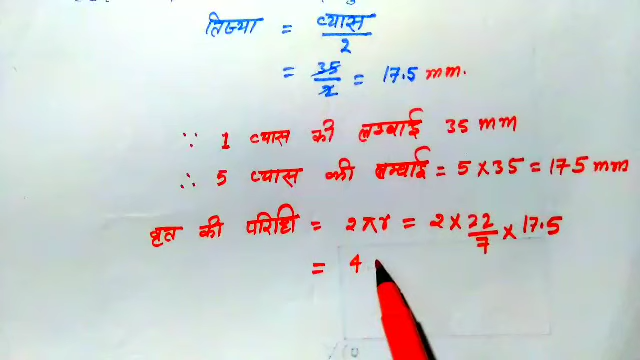 त्रिज्या = व्यास/2
= 35/2 = 17.5 mm.
∵ 1 व्यास की लम्बाई 35 mm
∴ 5 व्यास की लम्बाई = 5 × 35 = 175 mm
वृत्त की परिधि = 2πr = 2 × 22/7 × 17.5
= 4